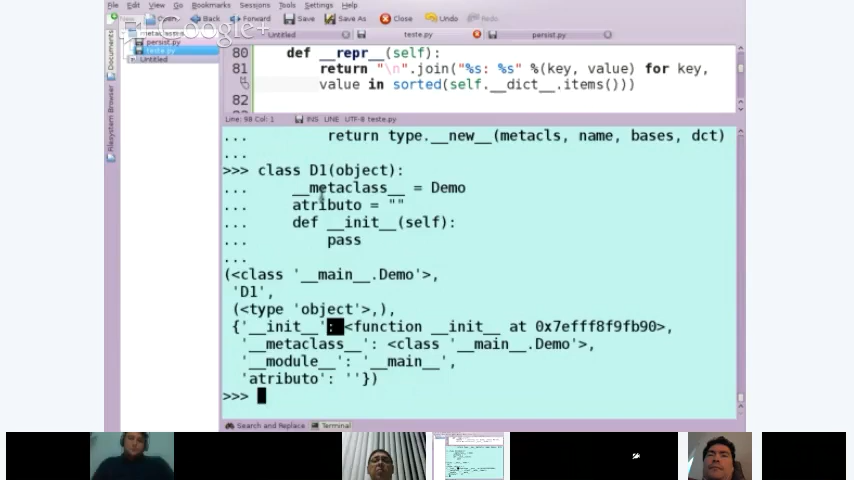 File Edit View Go Bookmarks Sessions Tools Settings Help
Open Back Forward Save Save As Close Undo Redo
Google+
Untitled teste.py persist.py
persist.py
teste.py
Untitled
Documents
Filesystem Browser
80 def __repr__(self):
81 return "\n".join("%s: %s" %(key, value) for key,
value in sorted(self.__dict__.items()))
82
Line: 98 Col: 1 INS LINE UTF-8 teste.py
... return type.__new__(metacls, name, bases, dct)
...
>>> class D1(object):
... __metaclass__ = Demo
... atributo = ""
... def __init__(self):
... pass
...
(<class '__main__.Demo'>,
'D1',
(<type 'object'>,),
{'__init__': <function __init__ at 0x7efff8f9fb90>,
'__metaclass__': <class '__main__.Demo'>,
'__module__': '__main__',
'atributo': ''})
>>>
Search and Replace Terminal